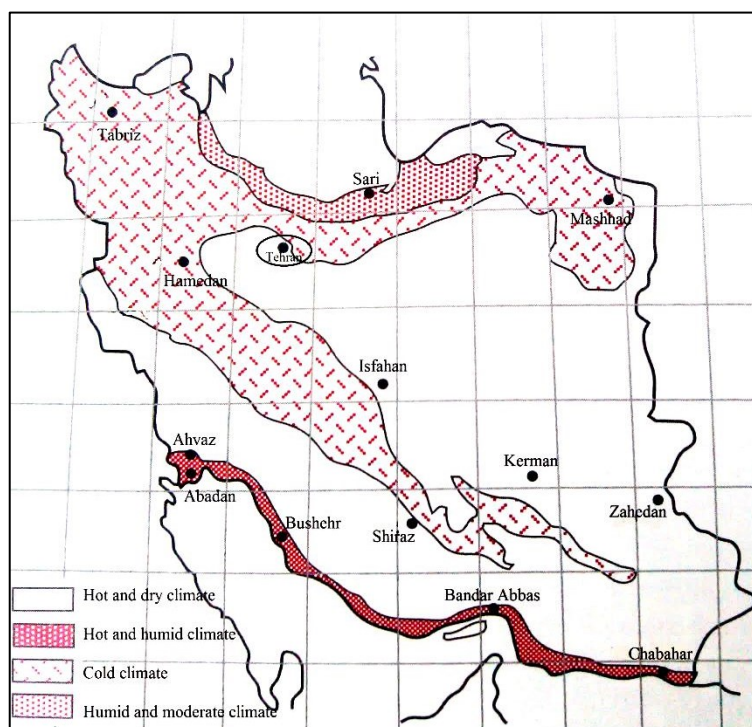 Tabriz
Sari
Mashhad
Tehran
Hamedan
Isfahan
Ahvaz
Abadan
Kerman
Zahedan
Bushehr
Shiraz
Bandar Abbas
Chabahar
Hot and dry climate
Hot and humid climate
Cold climate
Humid and moderate climate